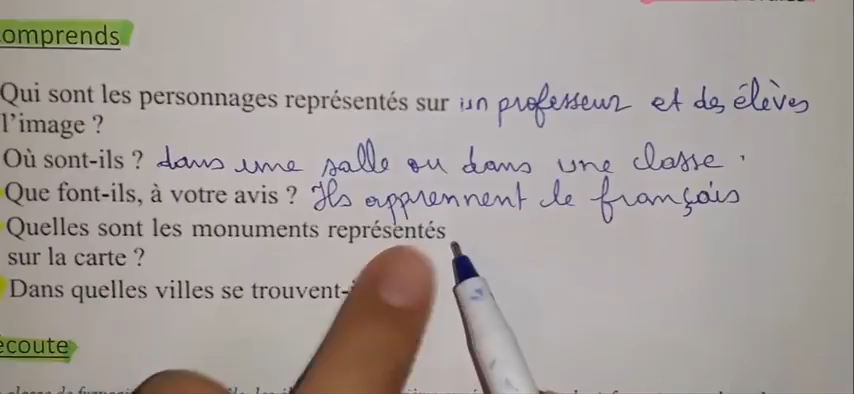 omprends
Qui sont les personnages représentés sur un professeur et des élèves
l'image ?
Où sont-ils ? dans une salle ou dans une classe.
Que font-ils, à votre avis ? Ils apprennent le français
Quelles sont les monuments représentés
sur la carte ?
Dans quelles villes se trouvent-
écoute